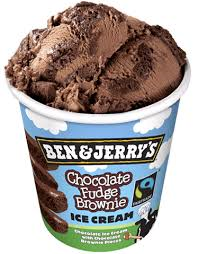 BEN & JERRY'S
Chocolate
Fudge
Brownie
ICE CREAM
Chocolate Ice Cream
with Chocolate
Brownie Pieces